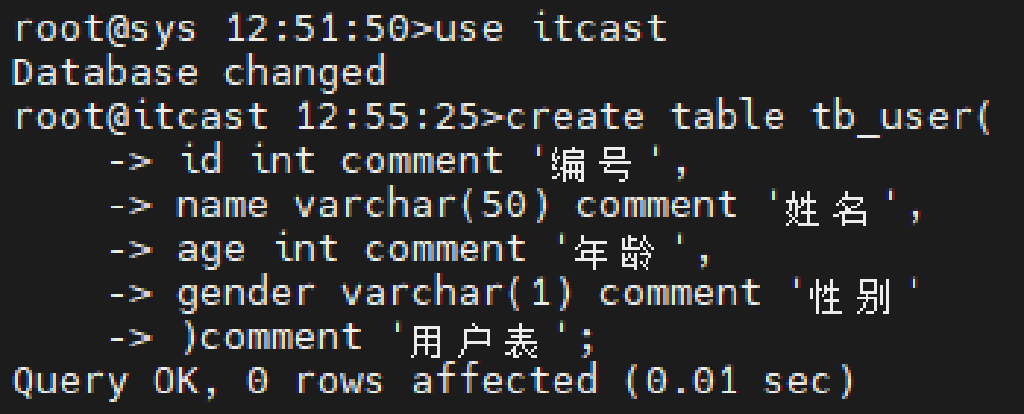 root@sys 12:51:50>use itcast
Database changed
root@itcast 12:55:25>create table tb_user(
    -> id int comment '编号',
    -> name varchar(50) comment '姓名',
    -> age int comment '年龄',
    -> gender varchar(1) comment '性别'
    -> )comment '用户表';
Query OK, 0 rows affected (0.01 sec)